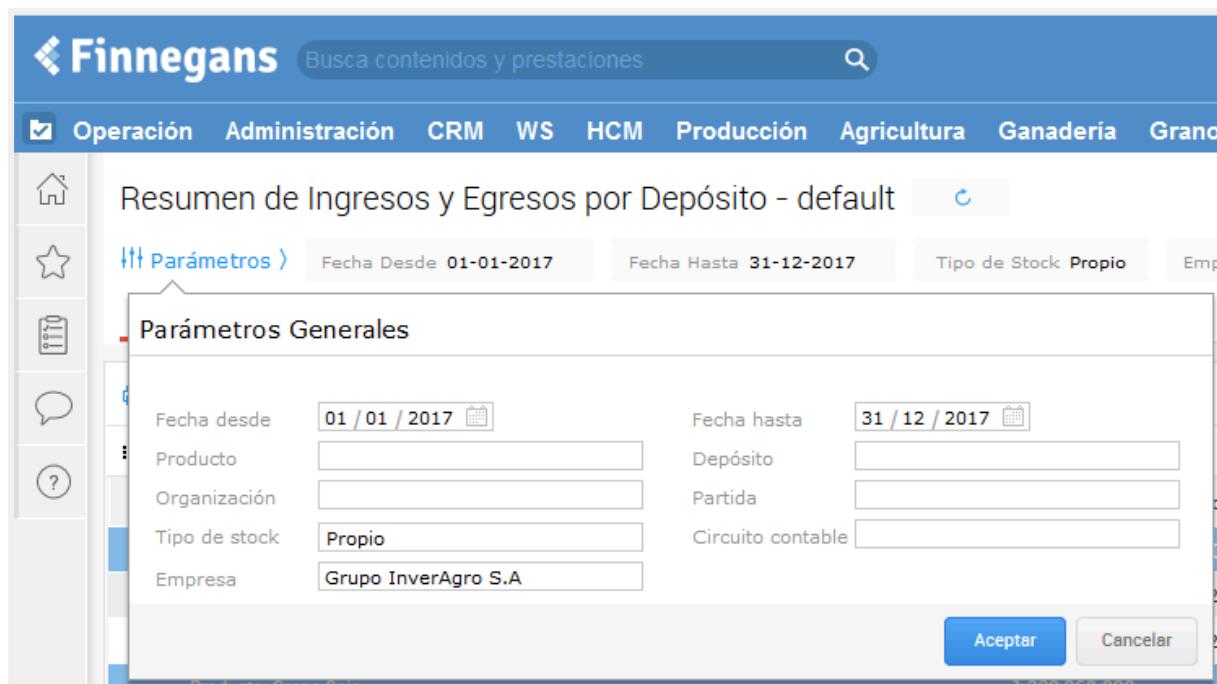 Finnegans Busca contenidos y prestaciones
Operación Administración CRM WS HCM Producción Agricultura Ganadería
Resumen de Ingresos y Egresos por Depósito - default
Parámetros Fecha Desde 01-01-2017 Fecha Hasta 31-12-2017 Tipo de Stock Propio
Parámetros Generales
Fecha desde 01 / 01 / 2017 Fecha hasta 31 / 12 / 2017
Producto Depósito
Organización Partida
Tipo de stock Propio Circuito contable
Empresa Grupo InverAgro S.A
Aceptar Cancelar